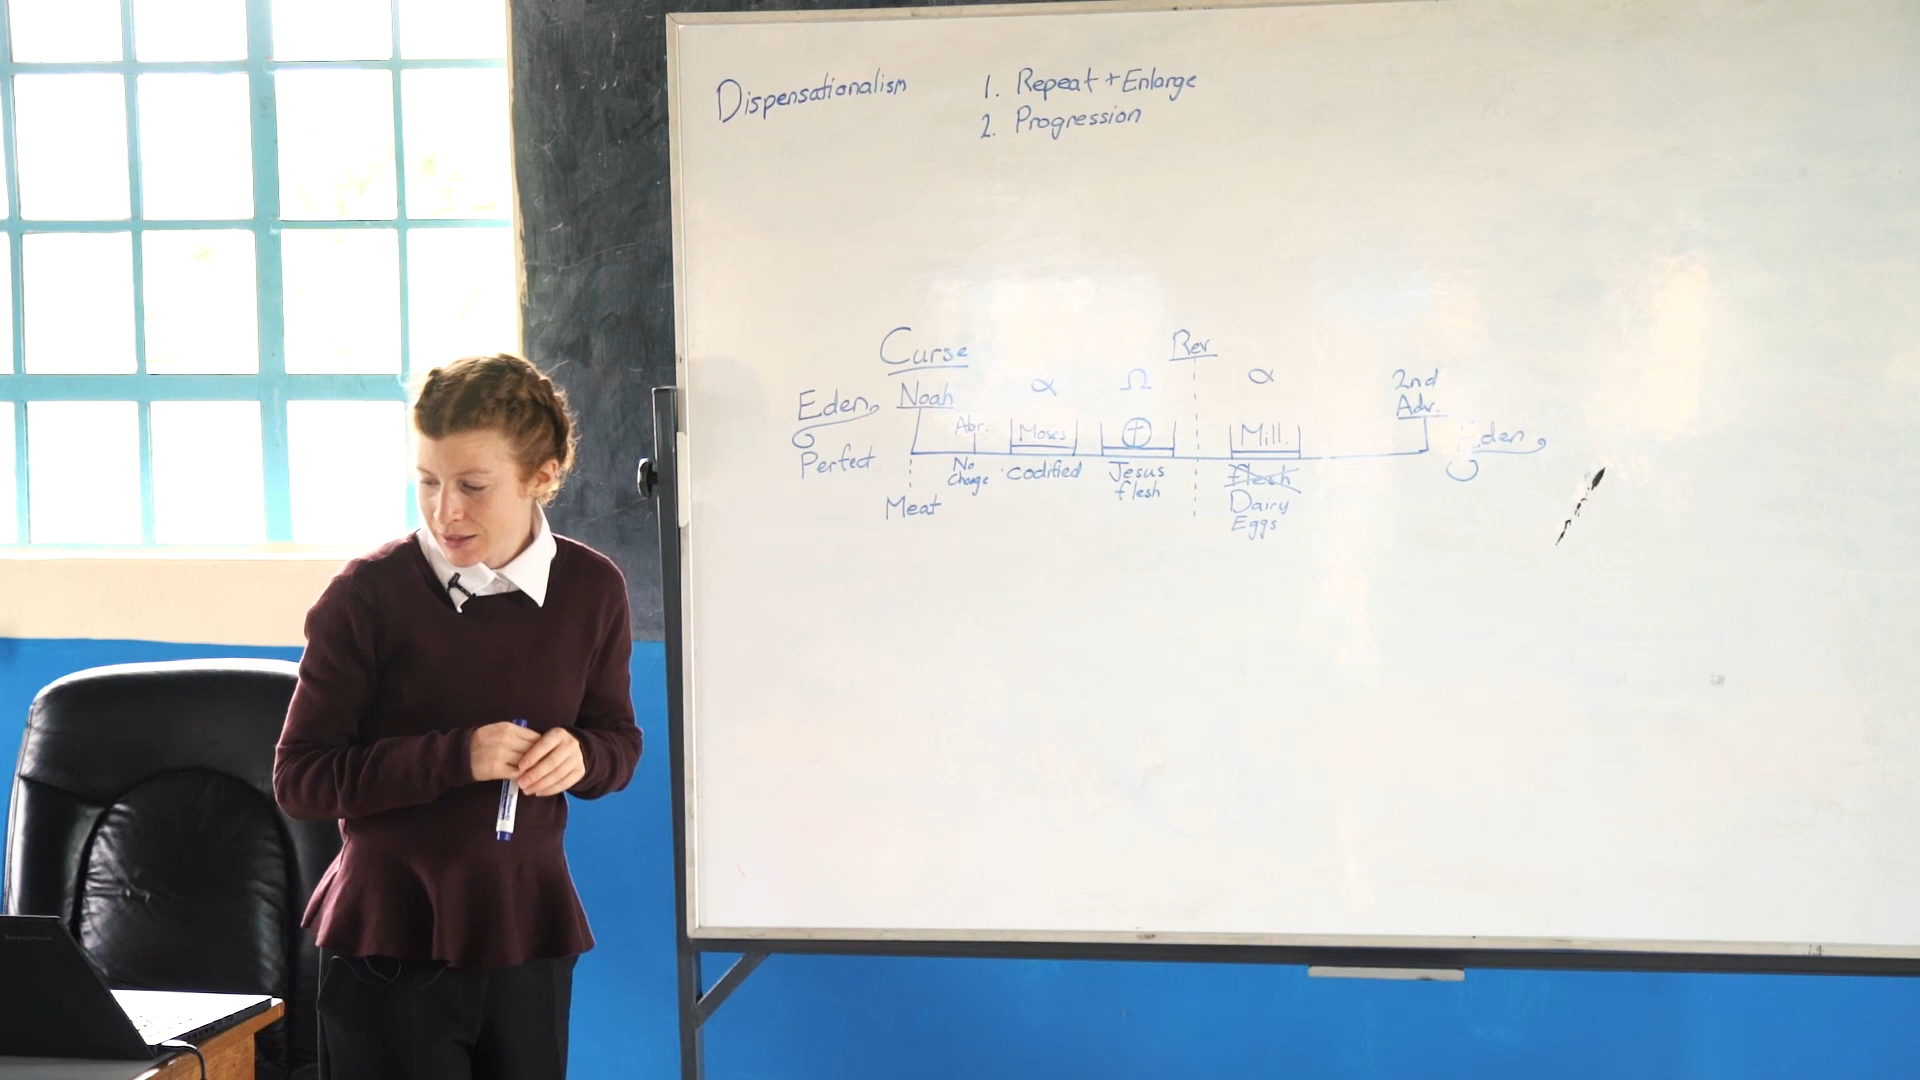 Dispensationalism
1. Repeat + Enlarge
2. Progression
Curse
Rev
Eden
Noah
α
Ω
α
2nd
Adv.
Abr.
Moses
Mill.
Eden
Perfect
No
Change
codified
Jesus
flesh
Flesh
Dairy
Eggs
Meat